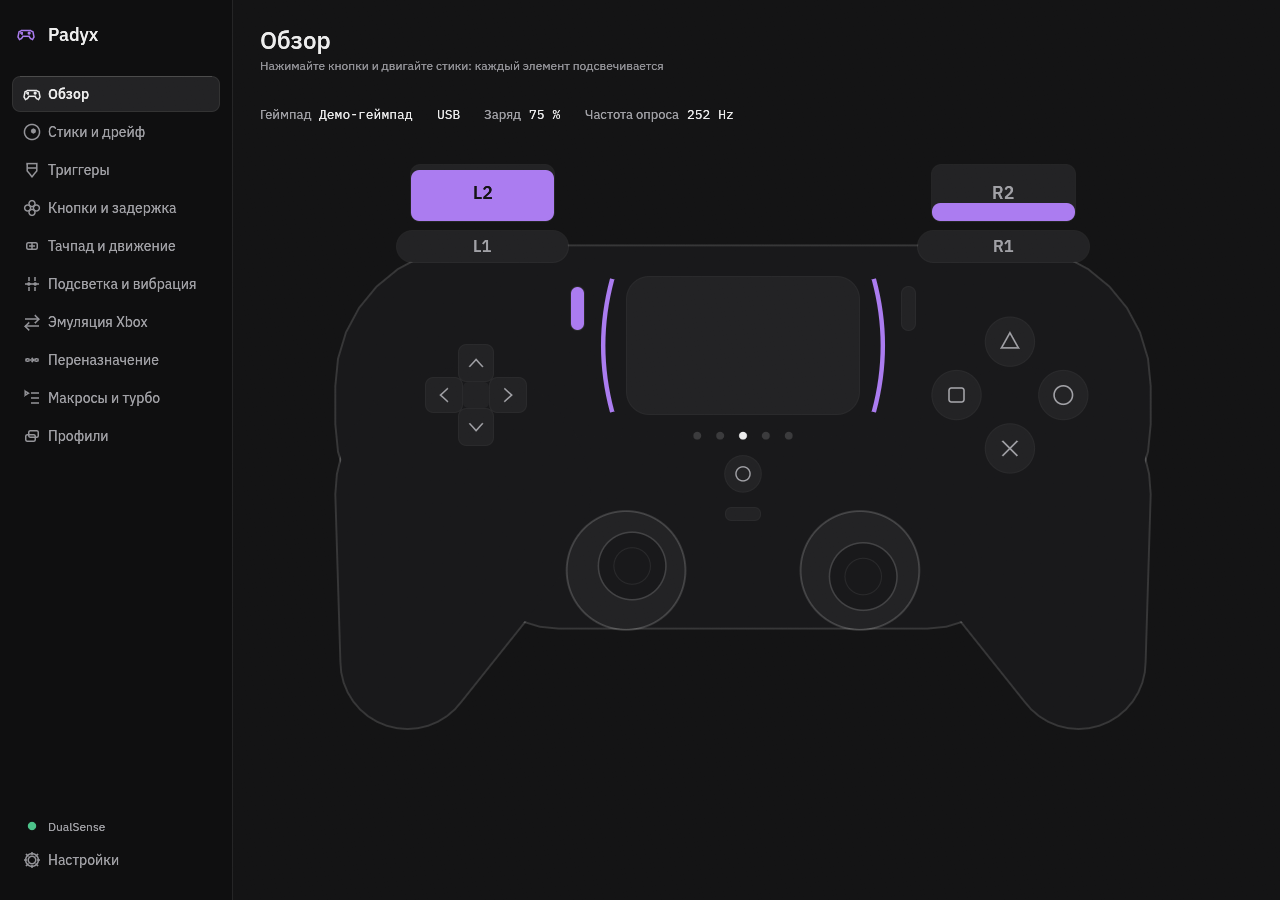 Padyx
Обзор
Стики и дрейф
Триггеры
Кнопки и задержка
Тачпад и движение
Подсветка и вибрация
Эмуляция Xbox
Переназначение
Макросы и турбо
Профили
DualSense
Настройки
Обзор
Нажимайте кнопки и двигайте стики: каждый элемент подсвечивается
Геймпад Демо-геймпад USB Заряд 75 % Частота опроса 252 Hz
L2 R2
L1 R1